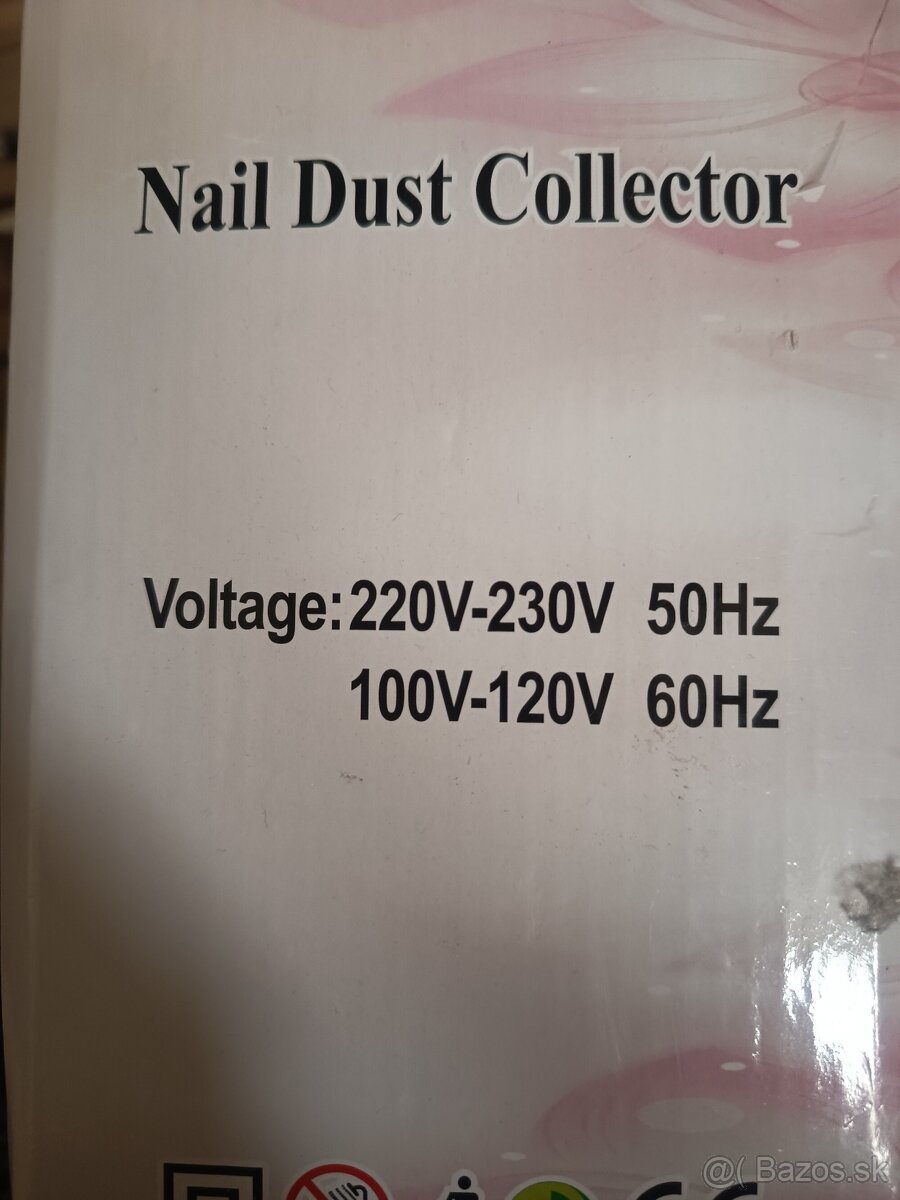 Nail Dust Collector
Voltage:220V-230V 50Hz
100V-120V 60Hz
@( Bazos.sk